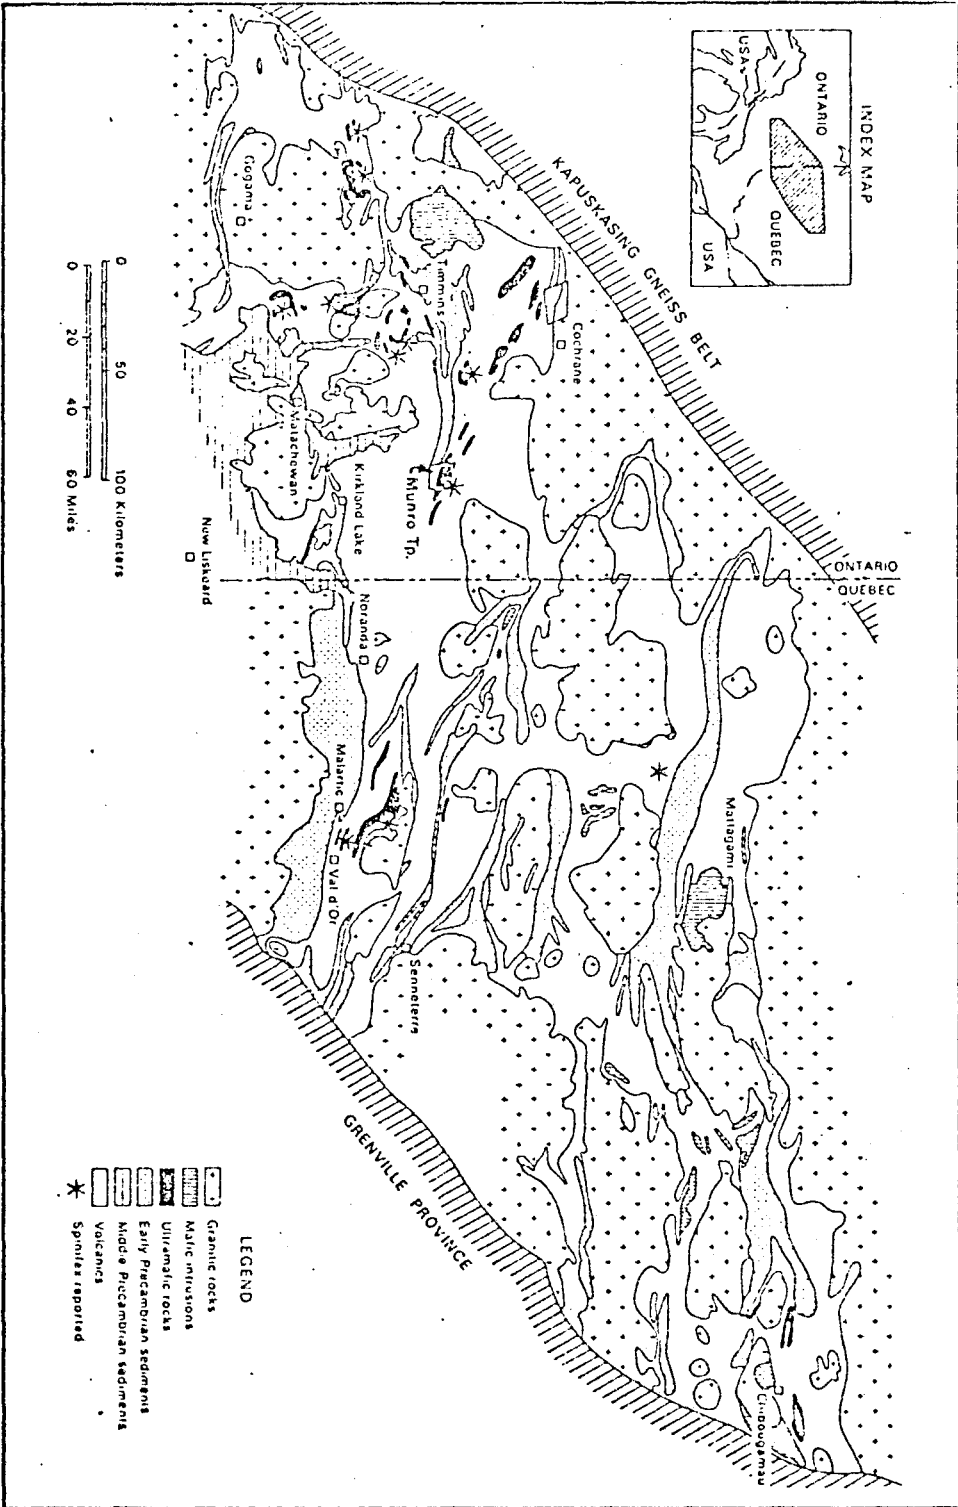 INDEX MAP
ONTARIO
QUEBEC
USA
USA
KAPUSKASING GNEISS BELT
ONTARIO
QUEBEC
Cochrane
Timmins
Gogama
Munro Tp.
Matachewan
Kirkland Lake
New Liskeard
Noranda
Malartic
Val d'Or
Senneterre
Mattagami
Chibougamau
GRENVILLE PROVINCE
0 50 100 Kilometers
0 20 40 60 Miles
LEGEND
Granitic rocks
Mafic intrusions
Ultramafic rocks
Early Precambrian sediments
Middle Precambrian sediments
Volcanics
Spinifex reported